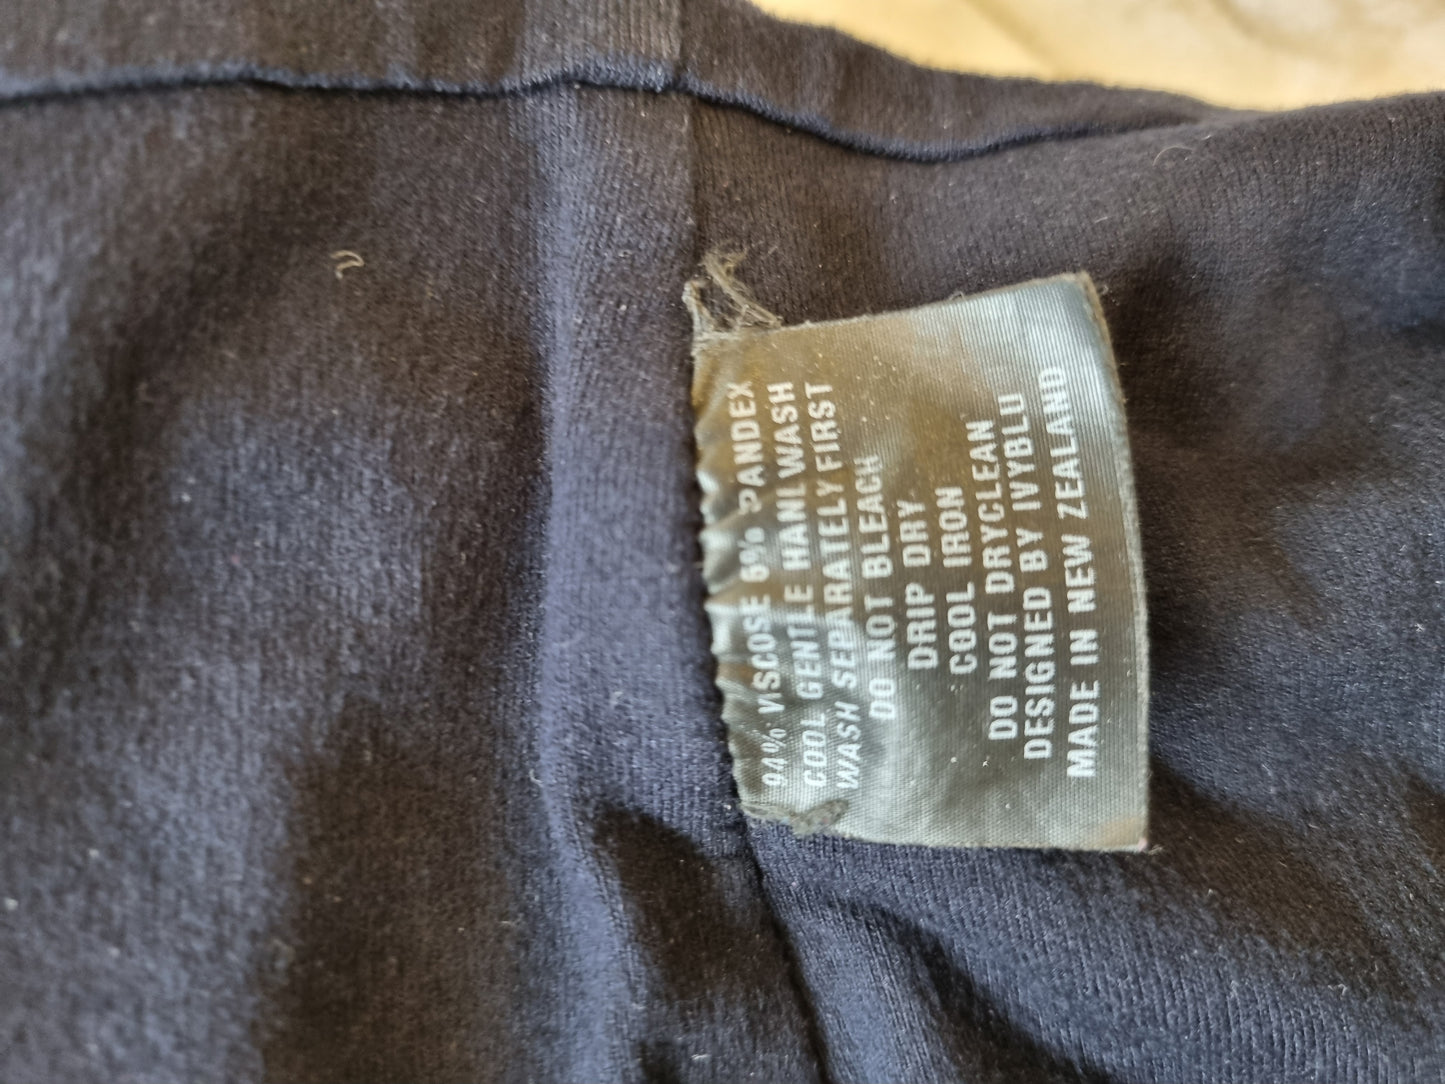 94% VISCOSE 6% SPANDEX
COOL GENTLE HAND WASH
WASH SEPARATELY FIRST
DO NOT BLEACH
DRIP DRY
COOL IRON
DO NOT DRYCLEAN
DESIGNED BY IVYBLU
MADE IN NEW ZEALAND